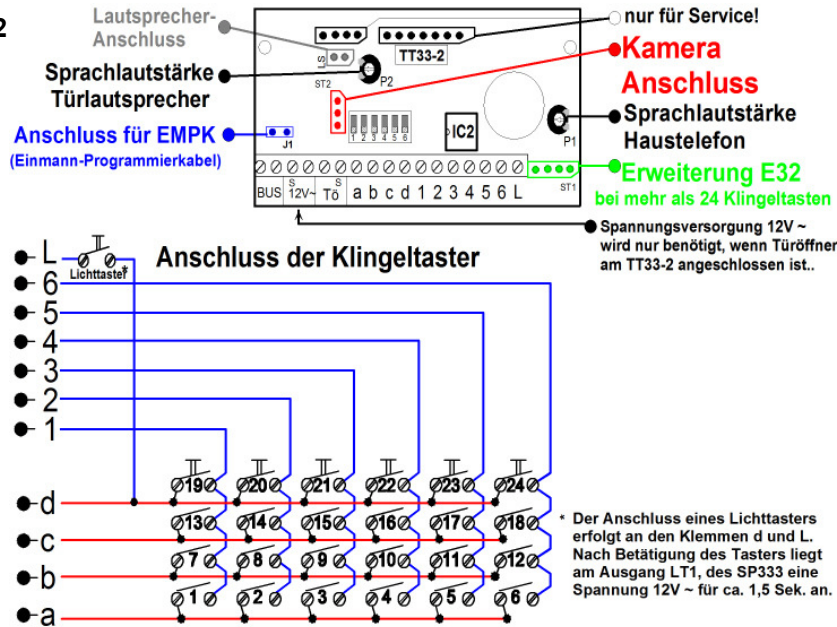 2
Lautsprecher-
Anschluss
Sprachlautstärke
Türlautsprecher
Anschluss für EMPK
(Einmann-Programmierkabel)
nur für Service!
Kamera
Anschluss
Sprachlautstärke
Haustelefon
Erweiterung E32
bei mehr als 24 Klingeltasten
Spannungsversorgung 12V ~
wird nur benötigt, wenn Türöffner
am TT33-2 angeschlossen ist..
TT33-2
LS
ST2
P2
1 2 3 4 5 6
IC2
P1
J1
ST1
S S
BUS 12V~ Tö a b c d 1 2 3 4 5 6 L
Anschluss der Klingeltaster
L
Lichttaster*
6
5
4
3
2
1
19 20 21 22 23 24
d
13 14 15 16 17 18
c
7 8 9 10 11 12
b
1 2 3 4 5 6
a
* Der Anschluss eines Lichttasters
erfolgt an den Klemmen d und L.
Nach Betätigung des Tasters liegt
am Ausgang LT1, des SP333 eine
Spannung 12V ~ für ca. 1,5 Sek. an.